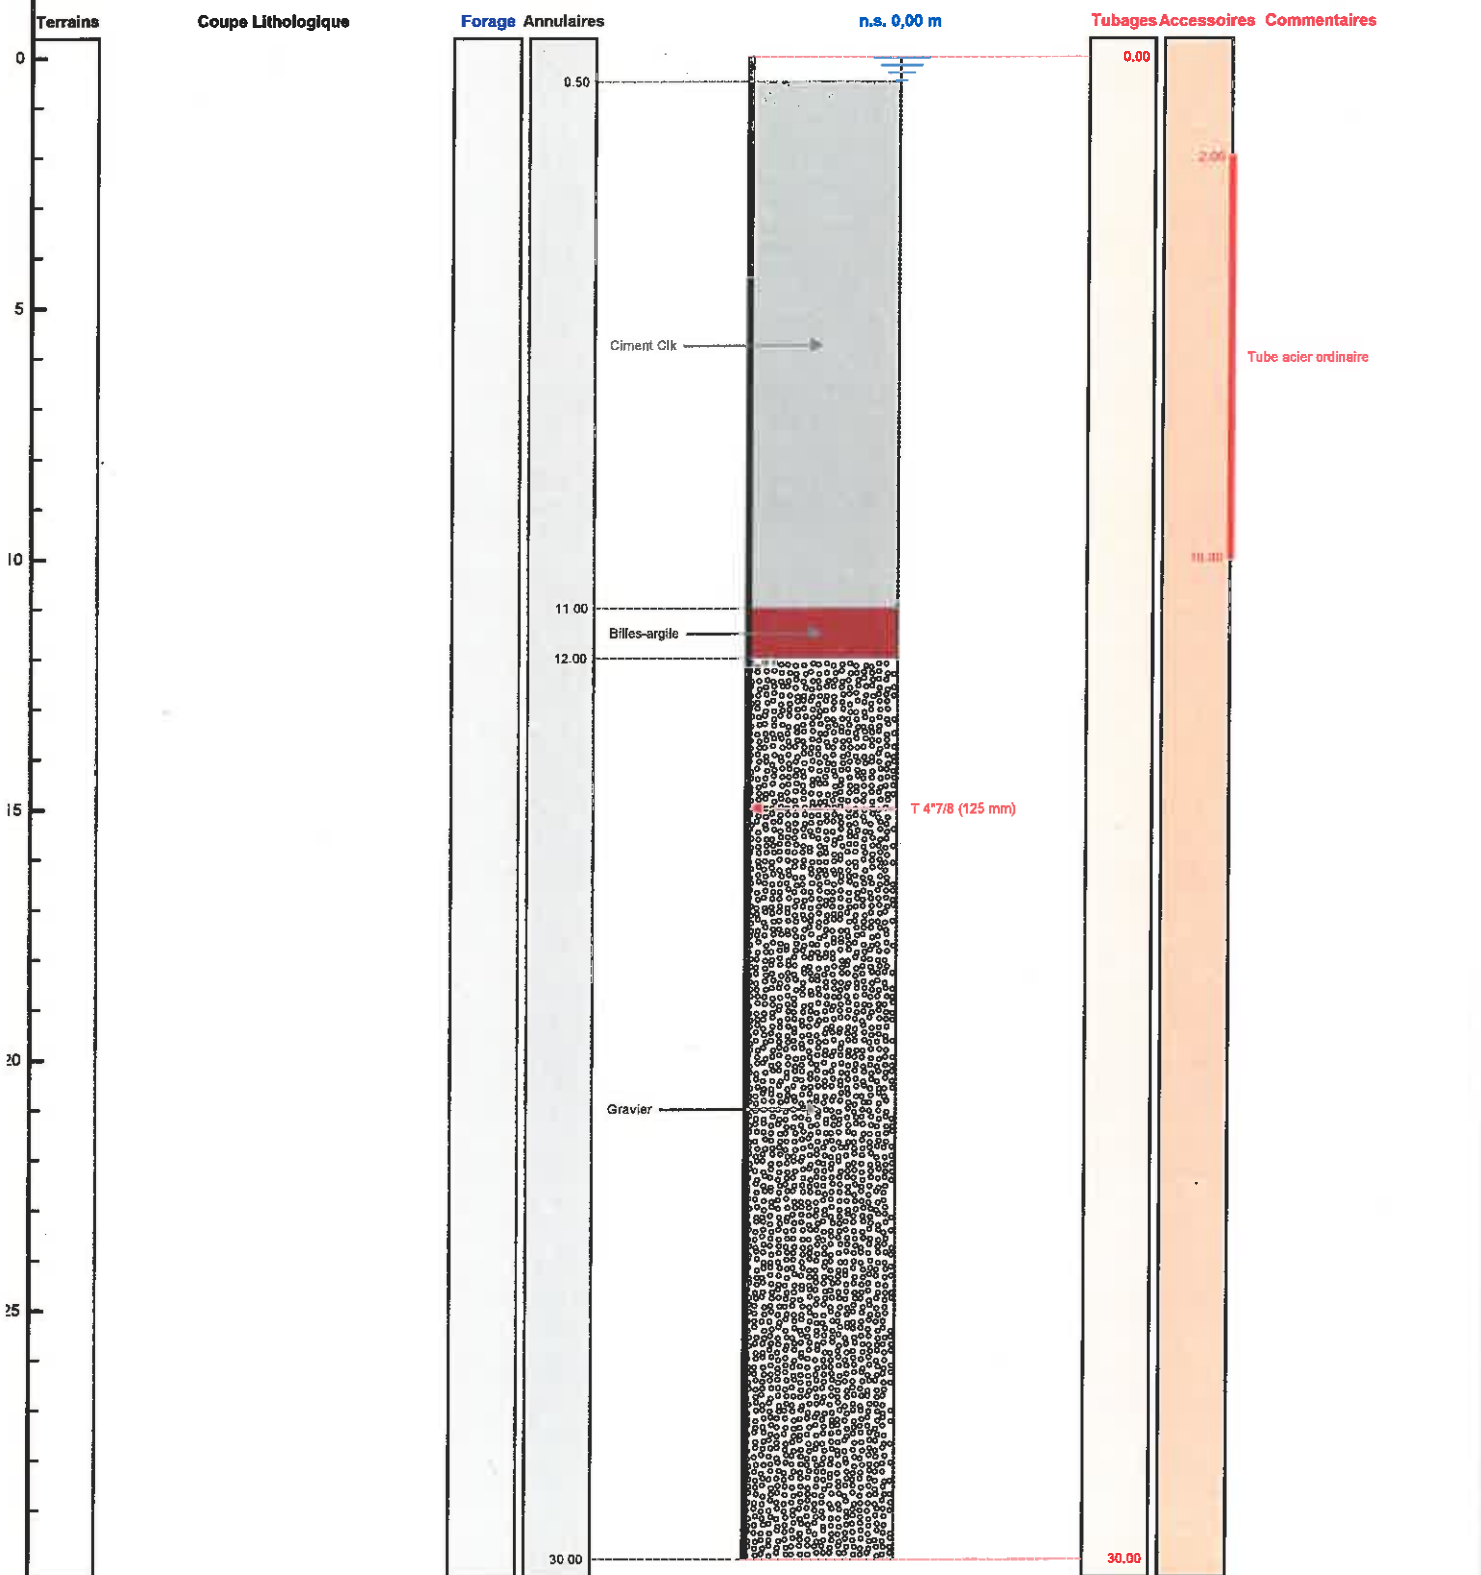 Terrains Coupe Lithologique Forage Annulaires n.s. 0,00 m Tubages Accessoires Commentaires
0 0.00
0.50
2.00
5
Ciment Clk Tube acier ordinaire
10 10.00
11.00
Billes-argile
12.00
15 T 4"7/8 (125 mm)
20
Gravier
25
30.00 30.00